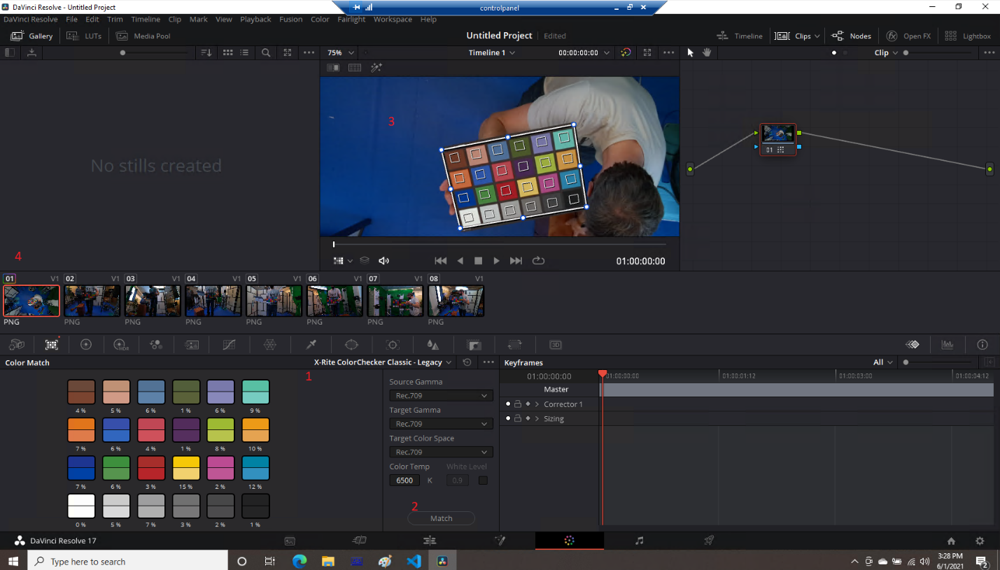 DaVinci Resolve - Untitled Project
controlpanel
DaVinci Resolve File Edit Trim Timeline Clip Mark View Playback Fusion Color Fairlight Workspace Help
Gallery LUTs Media Pool Untitled Project Edited Timeline Clips Nodes Open FX Lightbox
75% Timeline 1 00:00:00:00 Clip
3
No stills created
01
4
01:00:00:00
01 V1 02 V1 03 V1 04 V1 05 V1 06 V1 07 V1 08 V1
PNG PNG PNG PNG PNG PNG PNG PNG
HDR 3D
Color Match X-Rite ColorChecker Classic - Legacy Keyframes All
1
01:00:00:00 01:00:00:00 01:00:01:12 01:00:03:00 01:00:04:12
Source Gamma
Rec.709
Master
4 % 5 % 6 % 1 % 6 % 9 %
Target Gamma
Corrector 1
Rec.709
Sizing
Target Color Space
7 % 6 % 4 % 1 % 8 % 10 %
Rec.709
Color Temp White Level
6500 K 0.9
7 % 6 % 3 % 15 % 2 % 12 %
2
Match
0 % 5 % 7 % 3 % 2 % 1 %
DaVinci Resolve 17
Type here to search
3:28 PM
6/1/2021
2